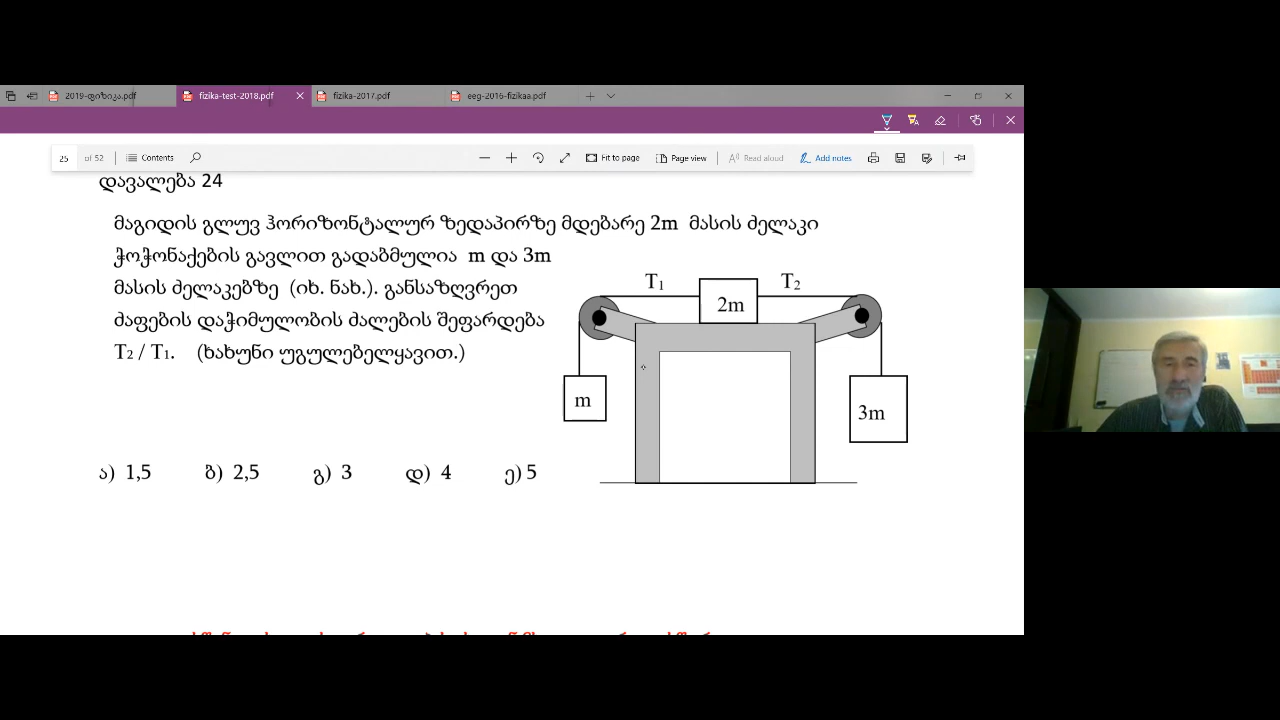 2019-ფიზიკა.pdf
fizika-test-2018.pdf
fizika-2017.pdf
eeg-2016-fizikaa.pdf
25 of 52
Contents
Fit to page
Page view
Read aloud
Add notes
დავალება 24
მაგიდის გლუვ ჰორიზონტალურ ზედაპირზე მდებარე 2m მასის ძელაკი
ჭოჭონაქების გავლით გადაბმულია m და 3m
მასის ძელაკებზე (იხ. ნახ.). განსაზღვრეთ
ძაფების დაჭიმულობის ძალების შეფარდება
T2 / T1. (ხახუნი უგულებელყავით.)
T1
2m
T2
m
3m
ა) 1,5 ბ) 2,5 გ) 3 დ) 4 ე) 5